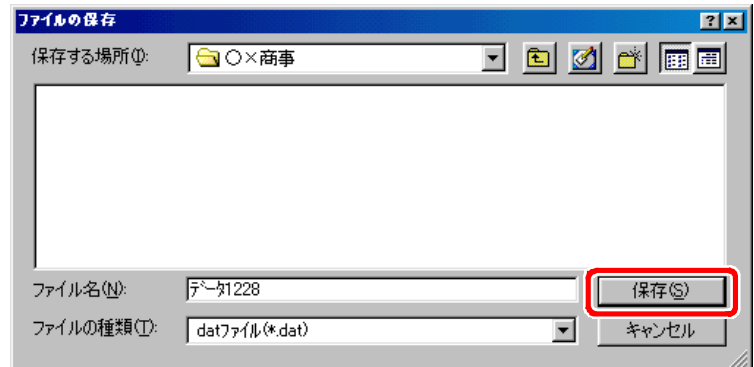 ファイルの保存
保存する場所(I): ○×商事
ファイル名(N): ﾃﾞｰﾀ1228 保存(S)
ファイルの種類(T): datﾌｧｲﾙ(*.dat) キャンセル